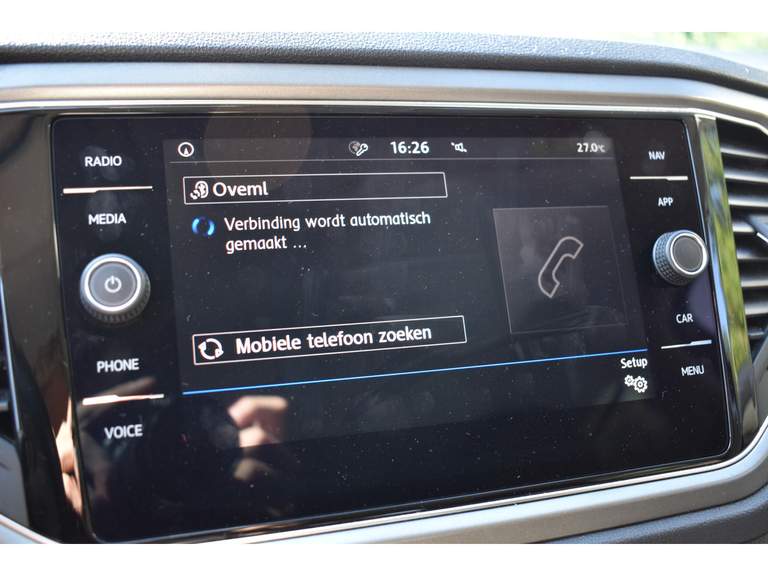 RADIO
MEDIA
PHONE
VOICE
16:26
27.0°C
Oveml
Verbinding wordt automatisch
gemaakt ...
Mobiele telefoon zoeken
Setup
NAV
APP
CAR
MENU